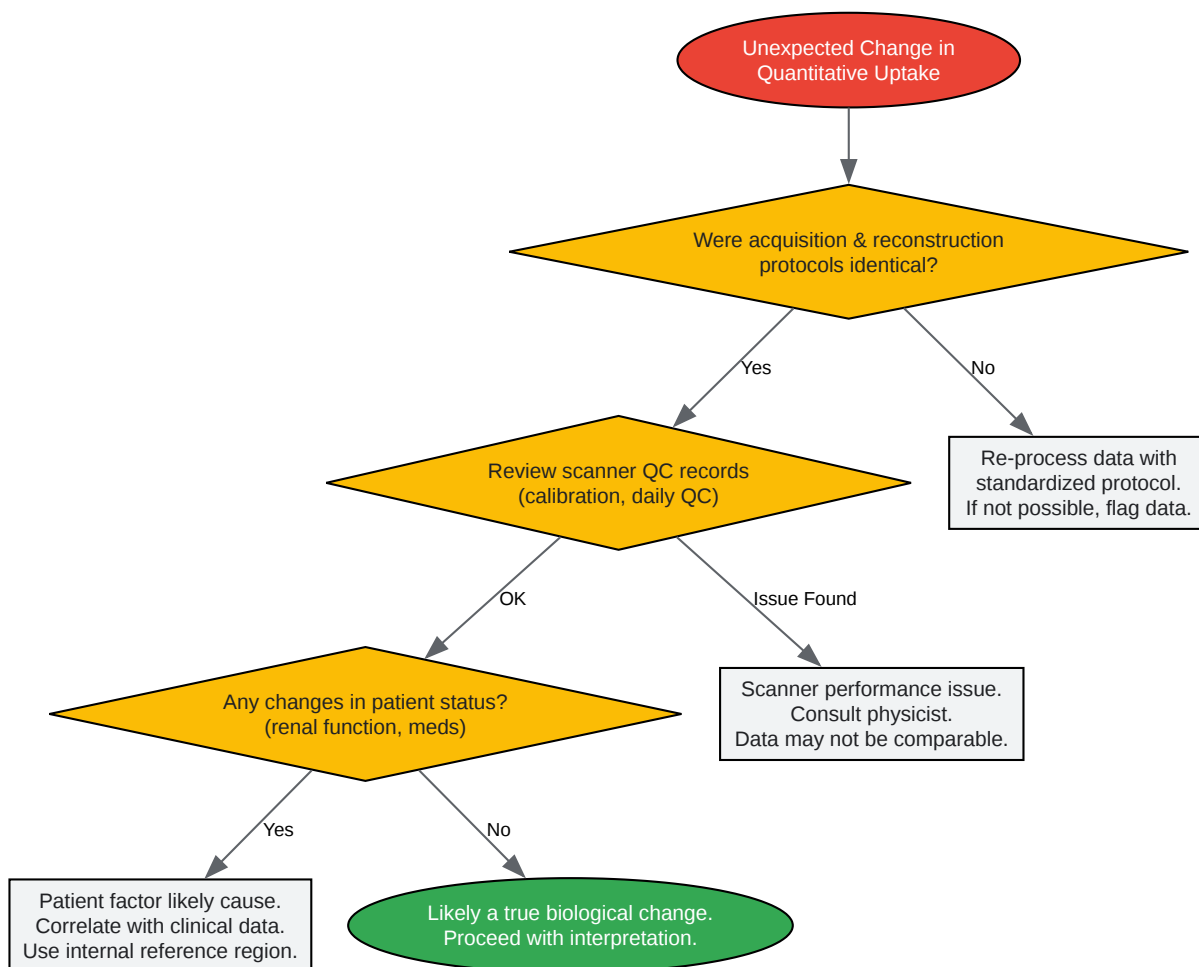 Unexpected Change in
Quantitative Uptake
Were acquisition & reconstruction
protocols identical?
Yes
No
Review scanner QC records
(calibration, daily QC)
Re-process data with
standardized protocol.
If not possible, flag data.
OK
Issue Found
Any changes in patient status?
(renal function, meds)
Scanner performance issue.
Consult physicist.
Data may not be comparable.
Yes
No
Patient factor likely cause.
Correlate with clinical data.
Use internal reference region.
Likely a true biological change.
Proceed with interpretation.